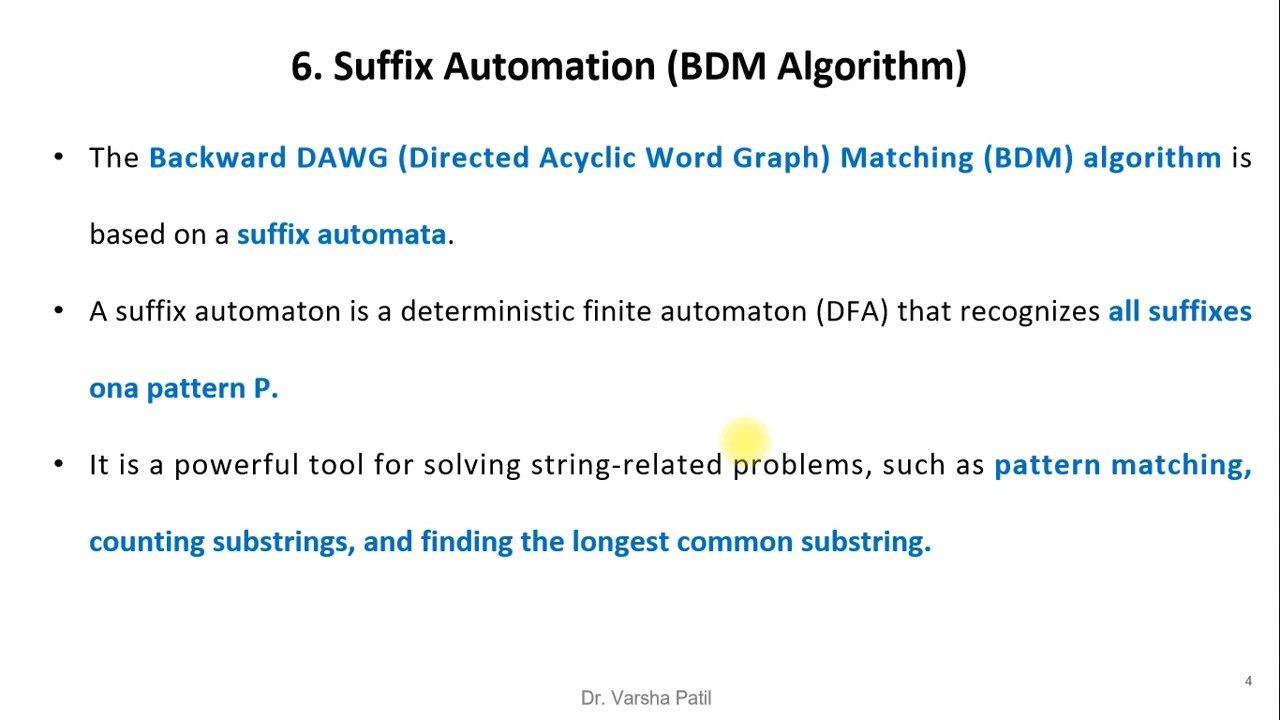 6. Suffix Automation (BDM Algorithm)
• The Backward DAWG (Directed Acyclic Word Graph) Matching (BDM) algorithm is
based on a suffix automata.
• A suffix automaton is a deterministic finite automaton (DFA) that recognizes all suffixes
ona pattern P.
• It is a powerful tool for solving string-related problems, such as pattern matching,
counting substrings, and finding the longest common substring.
4
Dr. Varsha Patil